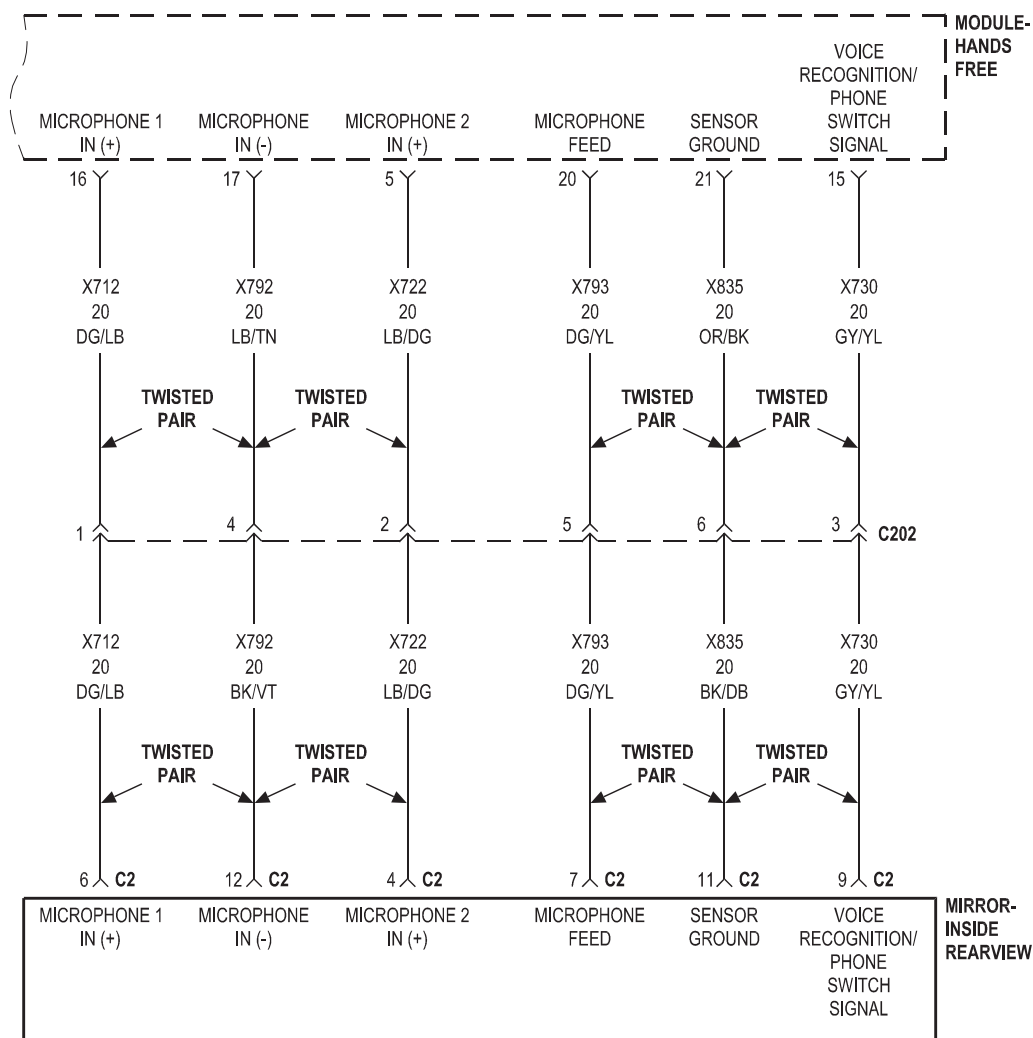 MODULE-
HANDS
FREE
VOICE
RECOGNITION/
PHONE
SWITCH
SIGNAL
MICROPHONE 1
IN (+)
MICROPHONE
IN (-)
MICROPHONE 2
IN (+)
MICROPHONE
FEED
SENSOR
GROUND
16 17 5 20 21 15
X712 X792 X722 X793 X835 X730
20 20 20 20 20 20
DG/LB LB/TN LB/DG DG/YL OR/BK GY/YL
TWISTED
PAIR
TWISTED
PAIR
TWISTED
PAIR
TWISTED
PAIR
1 4 2 5 6 3 C202
X712 X792 X722 X793 X835 X730
20 20 20 20 20 20
DG/LB BK/VT LB/DG DG/YL BK/DB GY/YL
TWISTED
PAIR
TWISTED
PAIR
TWISTED
PAIR
TWISTED
PAIR
6 C2 12 C2 4 C2 7 C2 11 C2 9 C2
MICROPHONE 1
IN (+)
MICROPHONE
IN (-)
MICROPHONE 2
IN (+)
MICROPHONE
FEED
SENSOR
GROUND
VOICE
RECOGNITION/
PHONE
SWITCH
SIGNAL
MIRROR-
INSIDE
REARVIEW